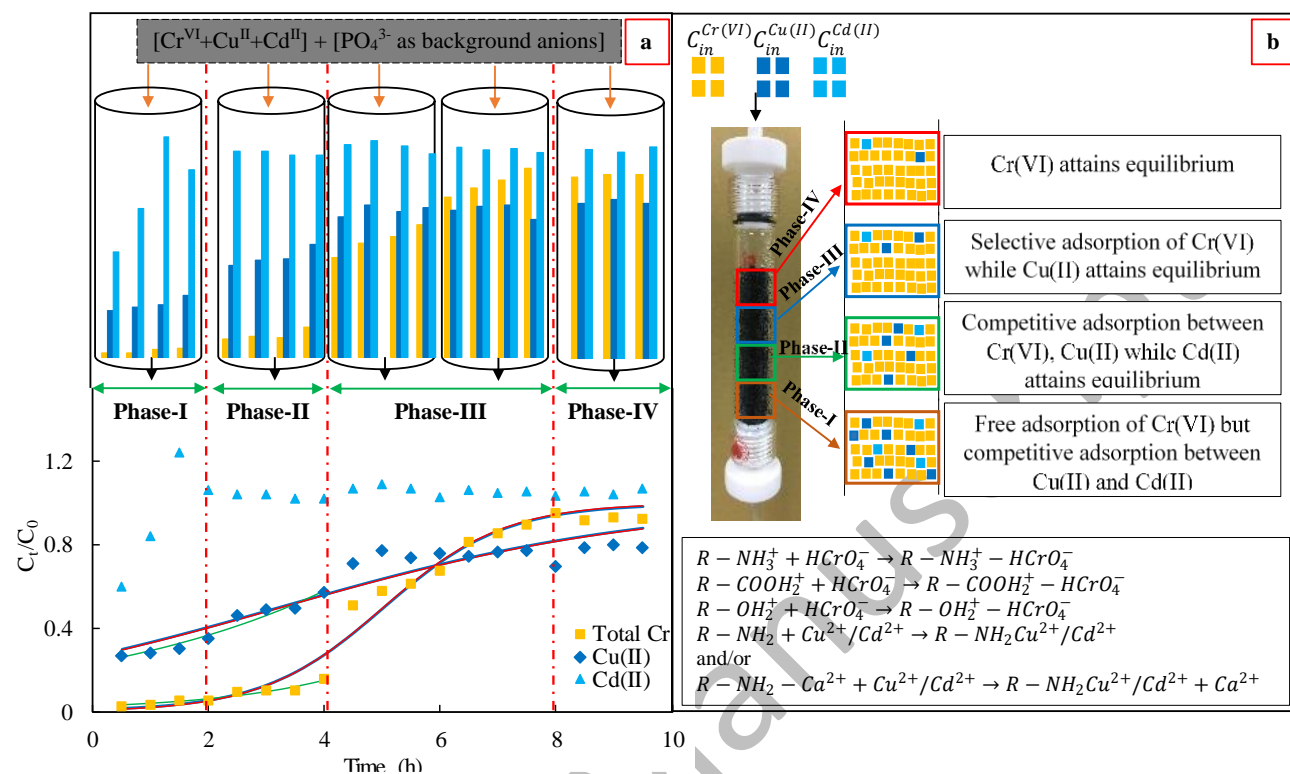 [Cr^VI+Cu^II+Cd^II] + [PO₄³⁻ as background anions]
a
Phase-I
Phase-II
Phase-III
Phase-IV
1.2
0.8
0.4
0
C_t/C_0
Total Cr
Cu(II)
Cd(II)
0
2
4
6
8
10
Time (h)
b
C_in^Cr(VI) C_in^Cu(II) C_in^Cd(II)
Phase-IV
Phase-III
Phase-II
Phase-I
Cr(VI) attains equilibrium
Selective adsorption of Cr(VI)
while Cu(II) attains equilibrium
Competitive adsorption between
Cr(VI), Cu(II) while Cd(II)
attains equilibrium
Free adsorption of Cr(VI) but
competitive adsorption between
Cu(II) and Cd(II)
R − NH₃⁺ + HCrO₄⁻ → R − NH₃⁺ − HCrO₄⁻
R − COOH₂⁺ + HCrO₄⁻ → R − COOH₂⁺ − HCrO₄⁻
R − OH₂⁺ + HCrO₄⁻ → R − OH₂⁺ − HCrO₄⁻
R − NH₂ + Cu²⁺/Cd²⁺ → R − NH₂Cu²⁺/Cd²⁺
and/or
R − NH₂ − Ca²⁺ + Cu²⁺/Cd²⁺ → R − NH₂Cu²⁺/Cd²⁺ + Ca²⁺